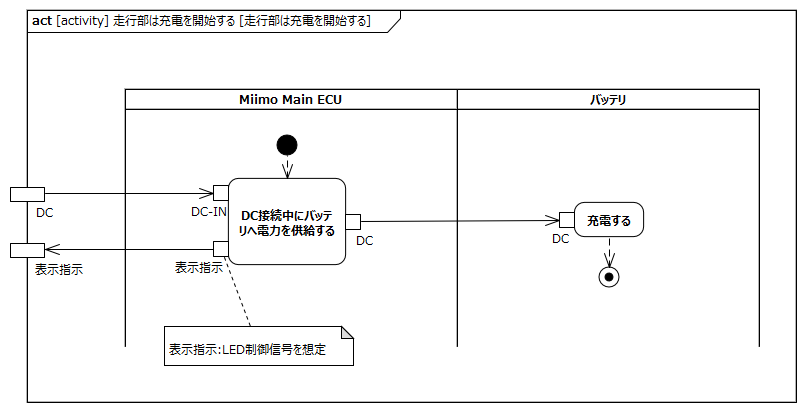 act [activity] 走行部は充電を開始する [走行部は充電を開始する]
Miimo Main ECU
バッテリ
DC
DC-IN
DC接続中にバッテ
リへ電力を供給する
DC
充電する
DC
表示指示
表示指示
表示指示:LED制御信号を想定